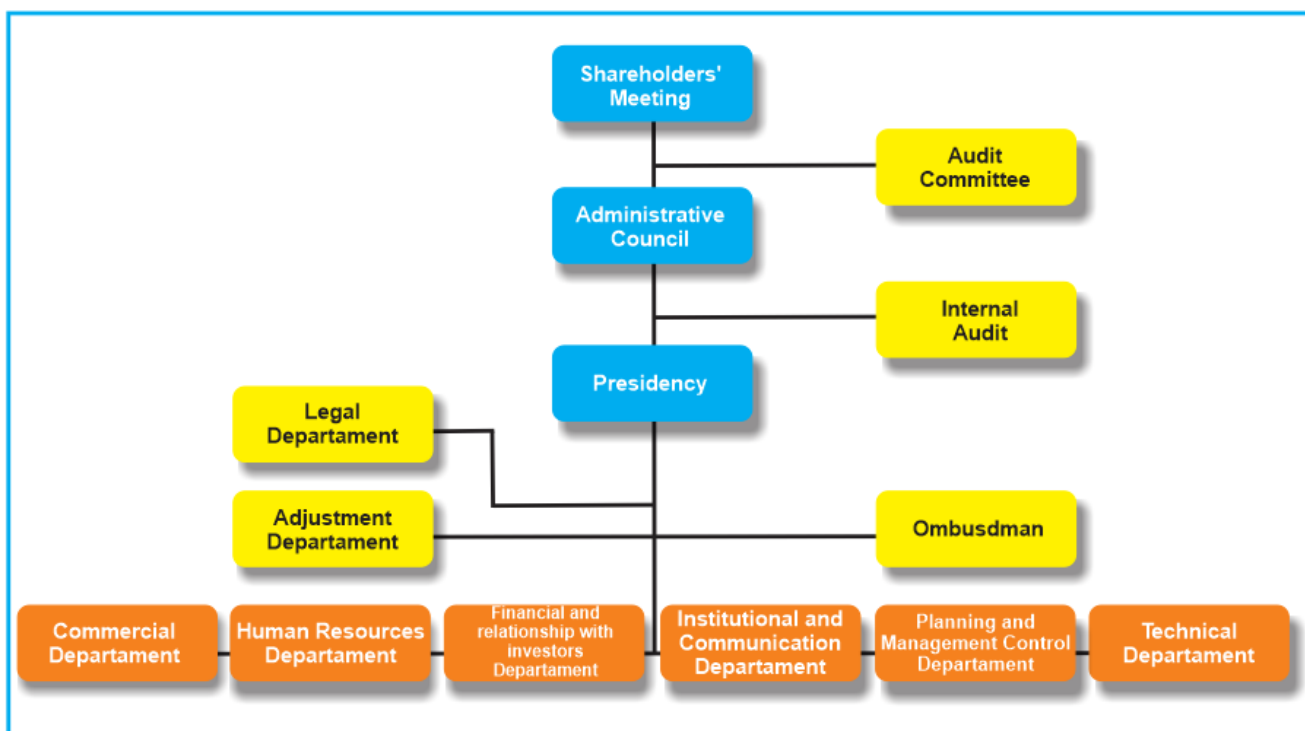 Shareholders'
Meeting
Audit
Committee
Administrative
Council
Internal
Audit
Presidency
Legal
Departament
Adjustment
Departament
Ombusdman
Commercial
Departament
Human Resources
Departament
Financial and
relationship with
investors
Departament
Institutional and
Communication
Departament
Planning and
Management Control
Departament
Technical
Departament